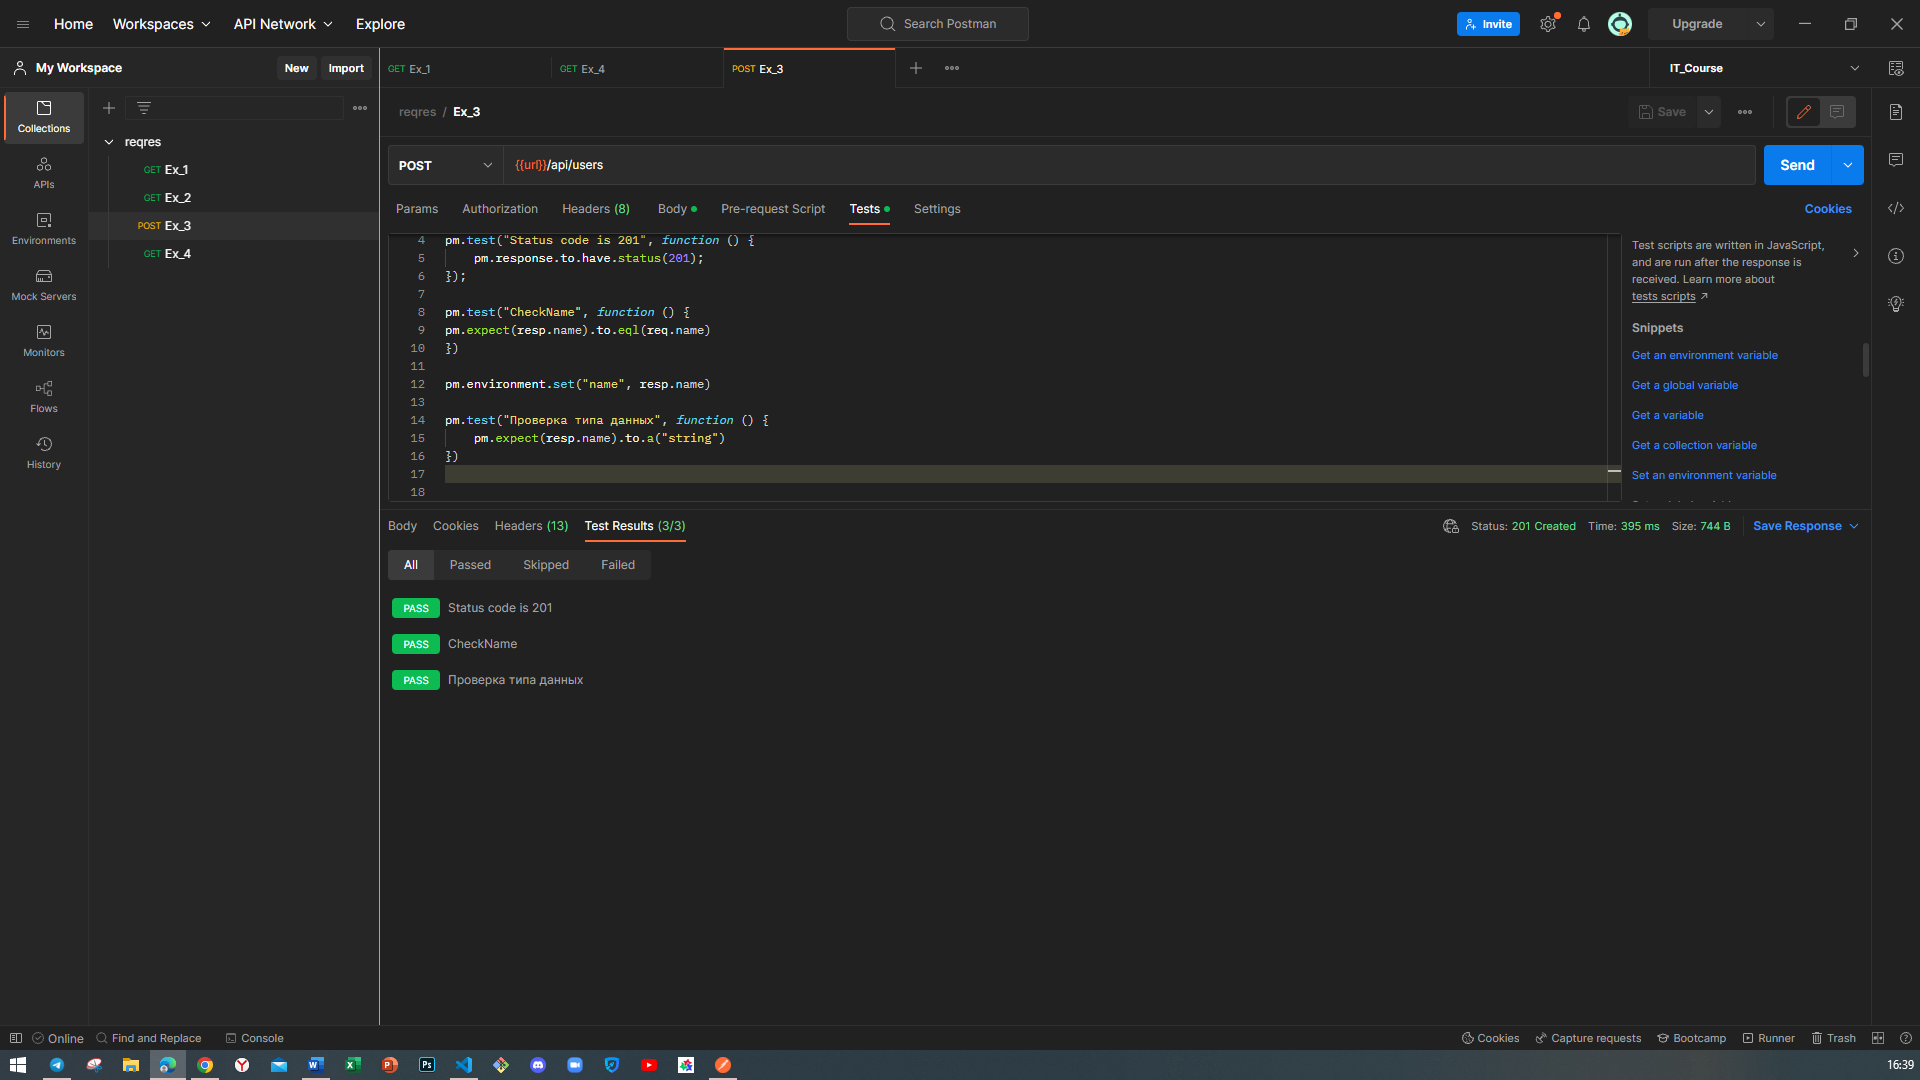 Home
Workspaces
API Network
Explore
Search Postman
Invite
Upgrade
My Workspace
New
Import
GET Ex_1
GET Ex_4
POST Ex_3
IT_Course
Collections
APIs
Environments
Mock Servers
Monitors
Flows
History
reqres
GET Ex_1
GET Ex_2
POST Ex_3
GET Ex_4
reqres / Ex_3
Save
POST
{{url}}/api/users
Send
Params
Authorization
Headers (8)
Body
Pre-request Script
Tests
Settings
Cookies
4 pm.test("Status code is 201", function () {
5 pm.response.to.have.status(201);
6 });
7
8 pm.test("CheckName", function () {
9 pm.expect(resp.name).to.eql(req.name)
10 })
11
12 pm.environment.set("name", resp.name)
13
14 pm.test("Проверка типа данных", function () {
15 pm.expect(resp.name).to.a("string")
16 })
17
18
Test scripts are written in JavaScript,
and are run after the response is
received. Learn more about
tests scripts ↗
Snippets
Get an environment variable
Get a global variable
Get a variable
Get a collection variable
Set an environment variable
Body
Cookies
Headers (13)
Test Results (3/3)
Status: 201 Created
Time: 395 ms
Size: 744 B
Save Response
All
Passed
Skipped
Failed
PASS Status code is 201
PASS CheckName
PASS Проверка типа данных
Online
Find and Replace
Console
Cookies
Capture requests
Bootcamp
Runner
Trash
16:39